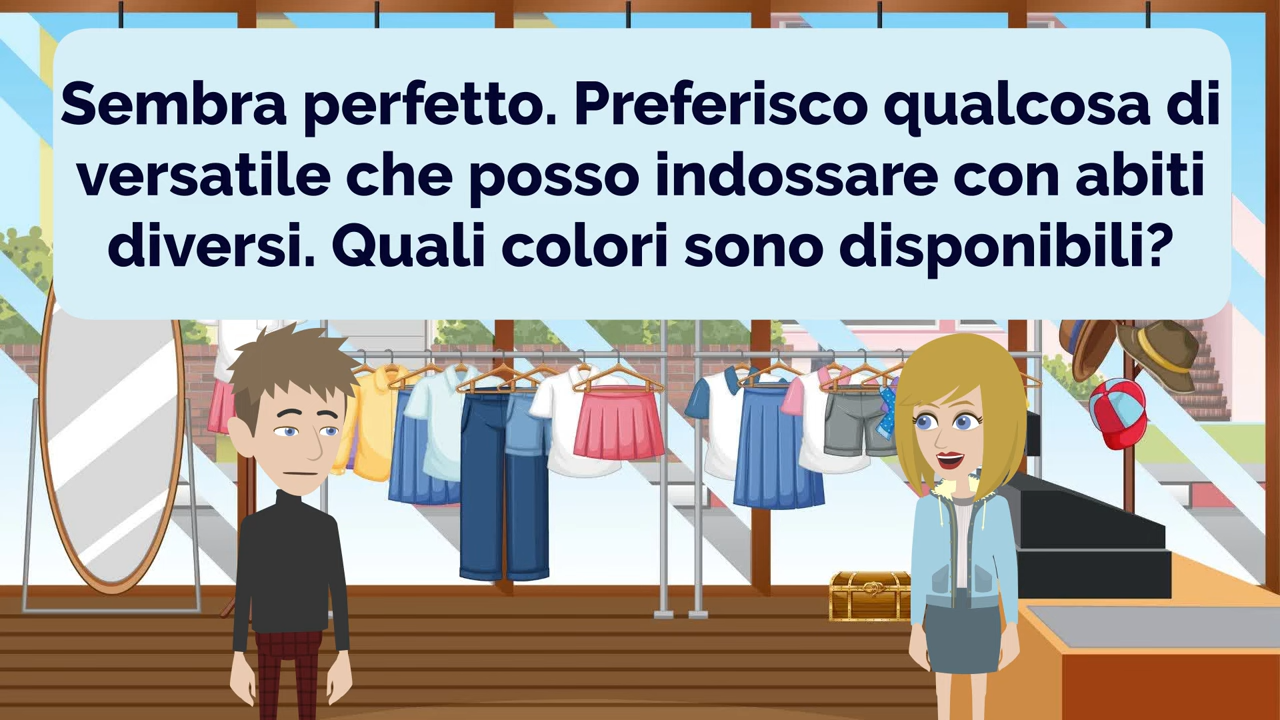 Sembra perfetto. Preferisco qualcosa di
versatile che posso indossare con abiti
diversi. Quali colori sono disponibili?